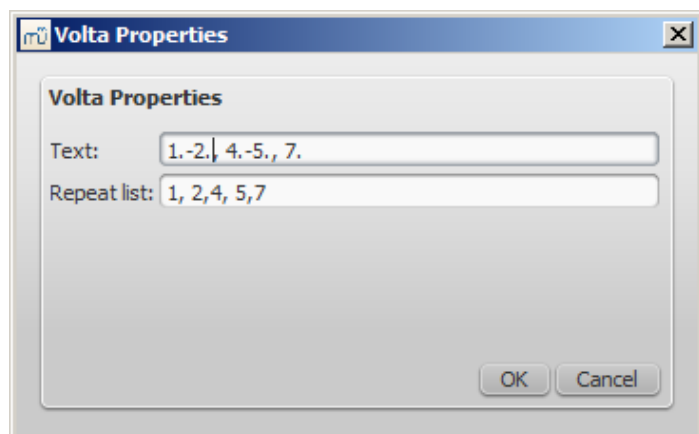 mü Volta Properties
Volta Properties
Text: 1.-2., 4.-5., 7.
Repeat list: 1, 2,4, 5,7
OK Cancel